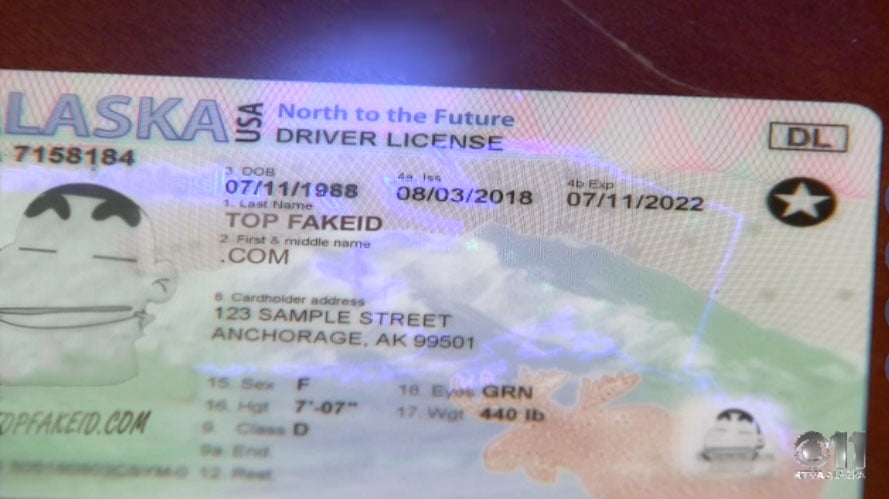 LASKA USA North to the Future
DRIVER LICENSE DL
7158184
3. DOB 4a. Iss 4b Exp
07/11/1988 08/03/2018 07/11/2022
1. Last Name
TOP FAKEID
2. First & middle name
.COM
8. Cardholder address
123 SAMPLE STREET
ANCHORAGE, AK 99501
15. Sex F 18. Eyes GRN
16. Hgt 7'-07" 17. Wgt 440 lb
9. Class D
9a. End.
12. Rest.
TOPFAKEID.COM
11